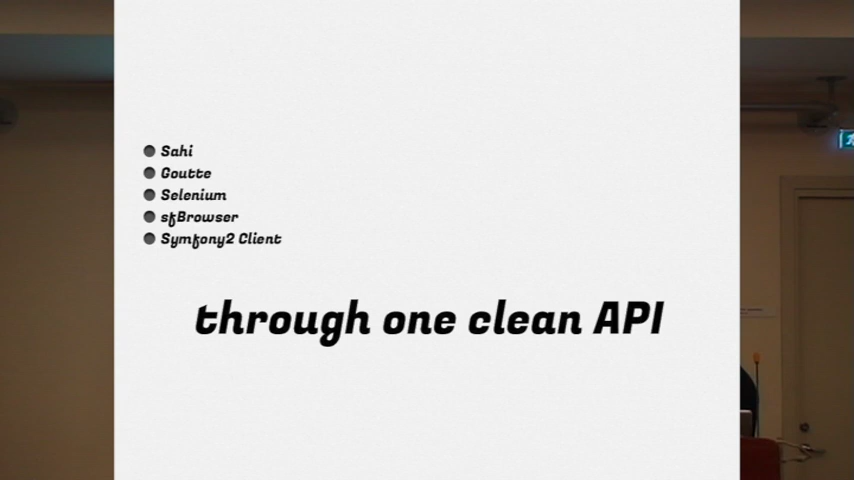 Sahi
Goutte
Selenium
sfBrowser
Symfony2 Client
through one clean API